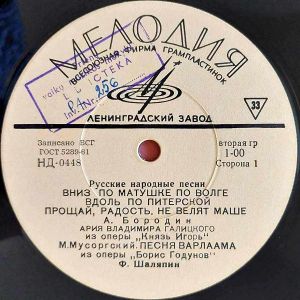 МЕЛОДИЯ
ВСЕСОЮЗНАЯ ФИРМА ГРАМПЛАСТИНОК
256
33
ЛЕНИНГРАДСКИЙ ЗАВОД
Записано ВСГ
ГОСТ 5289-61
НД-0448
вторая гр
1-00
Сторона 1
Русские народные песни
ВНИЗ ПО МАТУШКЕ ПО ВОЛГЕ
ВДОЛЬ ПО ПИТЕРСКОЙ
ПРОЩАЙ, РАДОСТЬ, НЕ ВЕЛЯТ МАШЕ
А. Бородин
АРИЯ ВЛАДИМИРА ГАЛИЦКОГО
из оперы „Князь Игорь"
М. Мусоргский. ПЕСНЯ ВАРЛААМА
из оперы „Борис Годунов"
Ф. Шаляпин